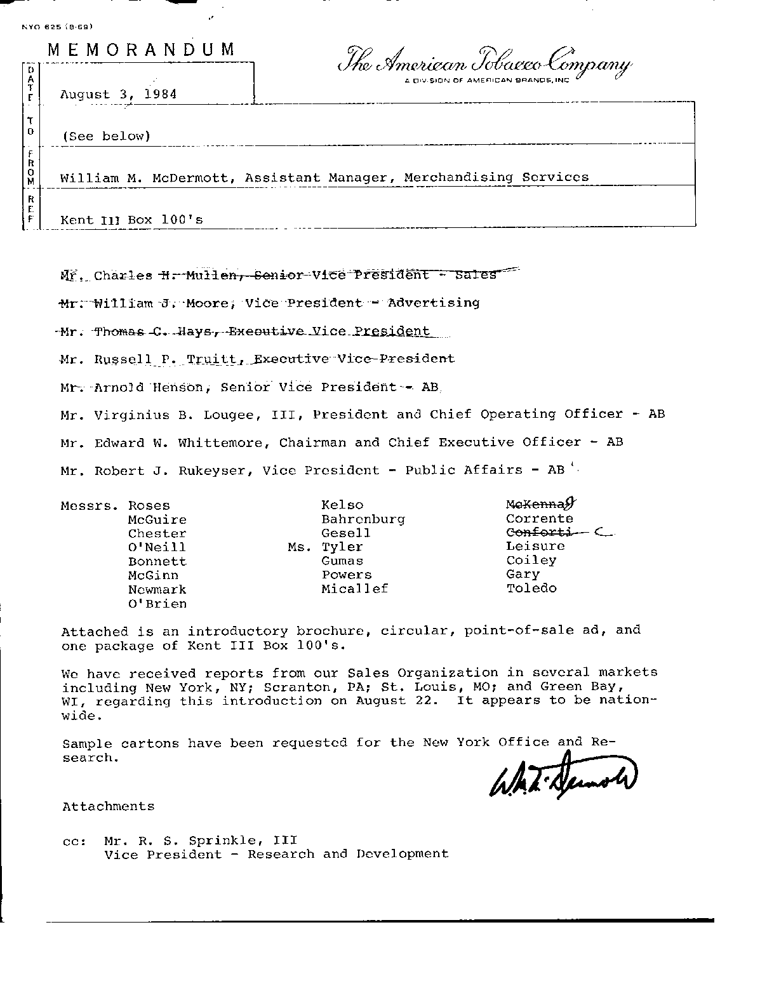 NYO 625 (8-69)
MEMORANDUM
The American Tobacco Company
A DIVISION OF AMERICAN BRANDS, INC.
DATE
August 3, 1984
TO
(See below)
FROM
William M. McDermott, Assistant Manager, Merchandising Services
REF
Kent III Box 100's
Mr. Charles H. Mullen, Senior Vice President - Sales
Mr. William J. Moore, Vice President - Advertising
Mr. Thomas C. Hays, Executive Vice President
Mr. Russell P. Truitt, Executive Vice President
Mr. Arnold Henson, Senior Vice President - AB
Mr. Virginius B. Lougee, III, President and Chief Operating Officer - AB
Mr. Edward W. Whittemore, Chairman and Chief Executive Officer - AB
Mr. Robert J. Rukeyser, Vice President - Public Affairs - AB
Messrs. Roses Kelso McKenna
McGuire Bahrenburg Corrente
Chester Gesell Conforti C
O'Neill Ms. Tyler Leisure
Bonnett Gumas Coiley
McGinn Powers Gary
Newmark Micallef Toledo
O'Brien
Attached is an introductory brochure, circular, point-of-sale ad, and
one package of Kent III Box 100's.
We have received reports from our Sales Organization in several markets
including New York, NY; Scranton, PA; St. Louis, MO; and Green Bay,
WI, regarding this introduction on August 22. It appears to be nation-
wide.
Sample cartons have been requested for the New York Office and Re-
search.
Attachments
cc: Mr. R. S. Sprinkle, III
Vice President - Research and Development